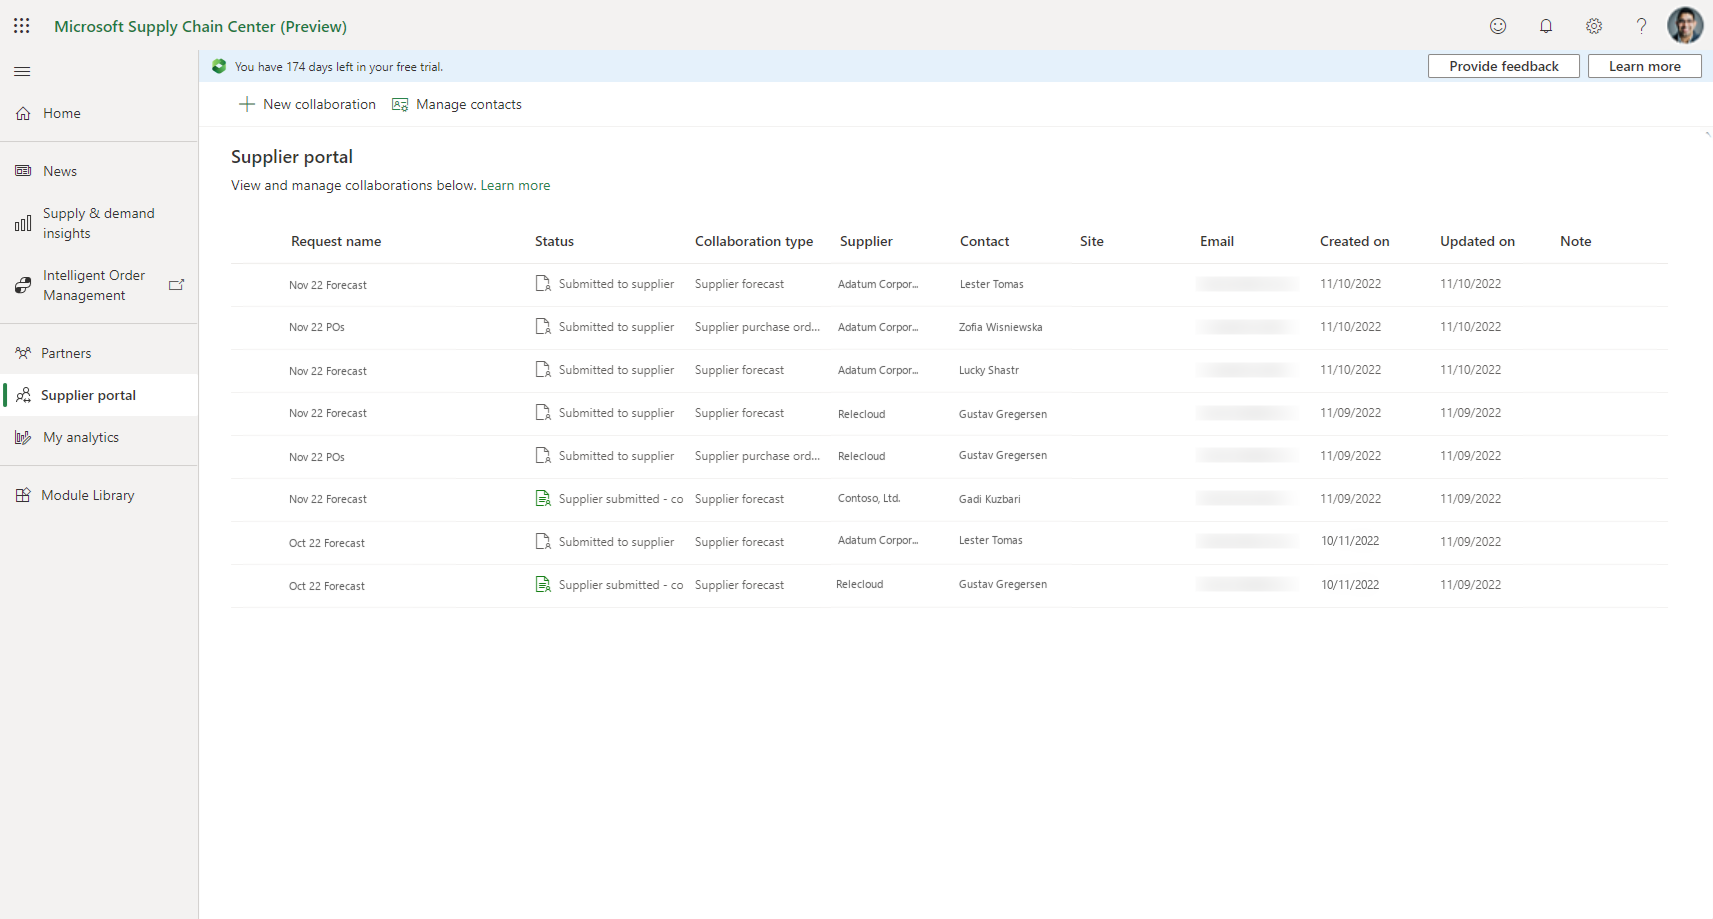 Microsoft Supply Chain Center (Preview)
You have 174 days left in your free trial.
Provide feedback
Learn more
New collaboration
Manage contacts
Home
News
Supply & demand
insights
Intelligent Order
Management
Partners
Supplier portal
My analytics
Module Library
Supplier portal
View and manage collaborations below. Learn more
Request name Status Collaboration type Supplier Contact Site Email Created on Updated on Note
Nov 22 Forecast Submitted to supplier Supplier forecast Adatum Corpor... Lester Tomas 11/10/2022 11/10/2022
Nov 22 POs Submitted to supplier Supplier purchase ord... Adatum Corpor... Zofia Wisniewska 11/10/2022 11/10/2022
Nov 22 Forecast Submitted to supplier Supplier forecast Adatum Corpor... Lucky Shastr 11/10/2022 11/10/2022
Nov 22 Forecast Submitted to supplier Supplier forecast Relecloud Gustav Gregersen 11/09/2022 11/09/2022
Nov 22 POs Submitted to supplier Supplier purchase ord... Relecloud Gustav Gregersen 11/09/2022 11/09/2022
Nov 22 Forecast Supplier submitted - co Supplier forecast Contoso, Ltd. Gadi Kuzbari 11/09/2022 11/09/2022
Oct 22 Forecast Submitted to supplier Supplier forecast Adatum Corpor... Lester Tomas 10/11/2022 11/09/2022
Oct 22 Forecast Supplier submitted - co Supplier forecast Relecloud Gustav Gregersen 10/11/2022 11/09/2022